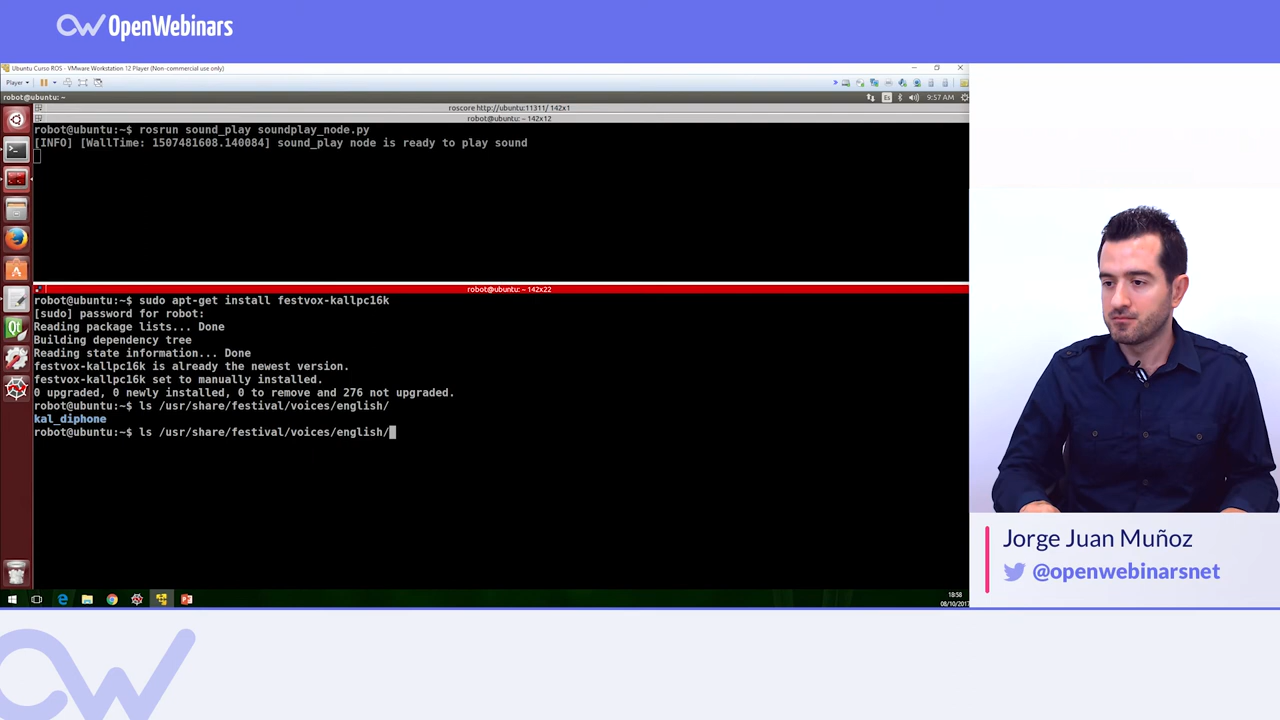 OpenWebinars
Ubuntu Curso ROS - VMware Workstation 12 Player (Non-commercial use only)
Player
robot@ubuntu: ~
Es
9:57 AM
roscore http://ubuntu:11311/ 142x1
robot@ubuntu: ~ 142x12
robot@ubuntu:~$ rosrun sound_play soundplay_node.py
[INFO] [WallTime: 1507481608.140084] sound_play node is ready to play sound
robot@ubuntu: ~ 142x22
robot@ubuntu:~$ sudo apt-get install festvox-kallpc16k
[sudo] password for robot:
Reading package lists... Done
Building dependency tree
Reading state information... Done
festvox-kallpc16k is already the newest version.
festvox-kallpc16k set to manually installed.
0 upgraded, 0 newly installed, 0 to remove and 276 not upgraded.
robot@ubuntu:~$ ls /usr/share/festival/voices/english/
kal_diphone
robot@ubuntu:~$ ls /usr/share/festival/voices/english/
18:58
Jorge Juan Muñoz
@openwebinarsnet